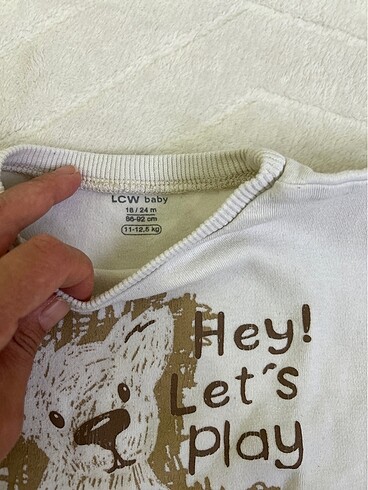 LCW baby
18 / 24 m
86-92 cm
11-12,5 kg
Hey!
Let´s
play